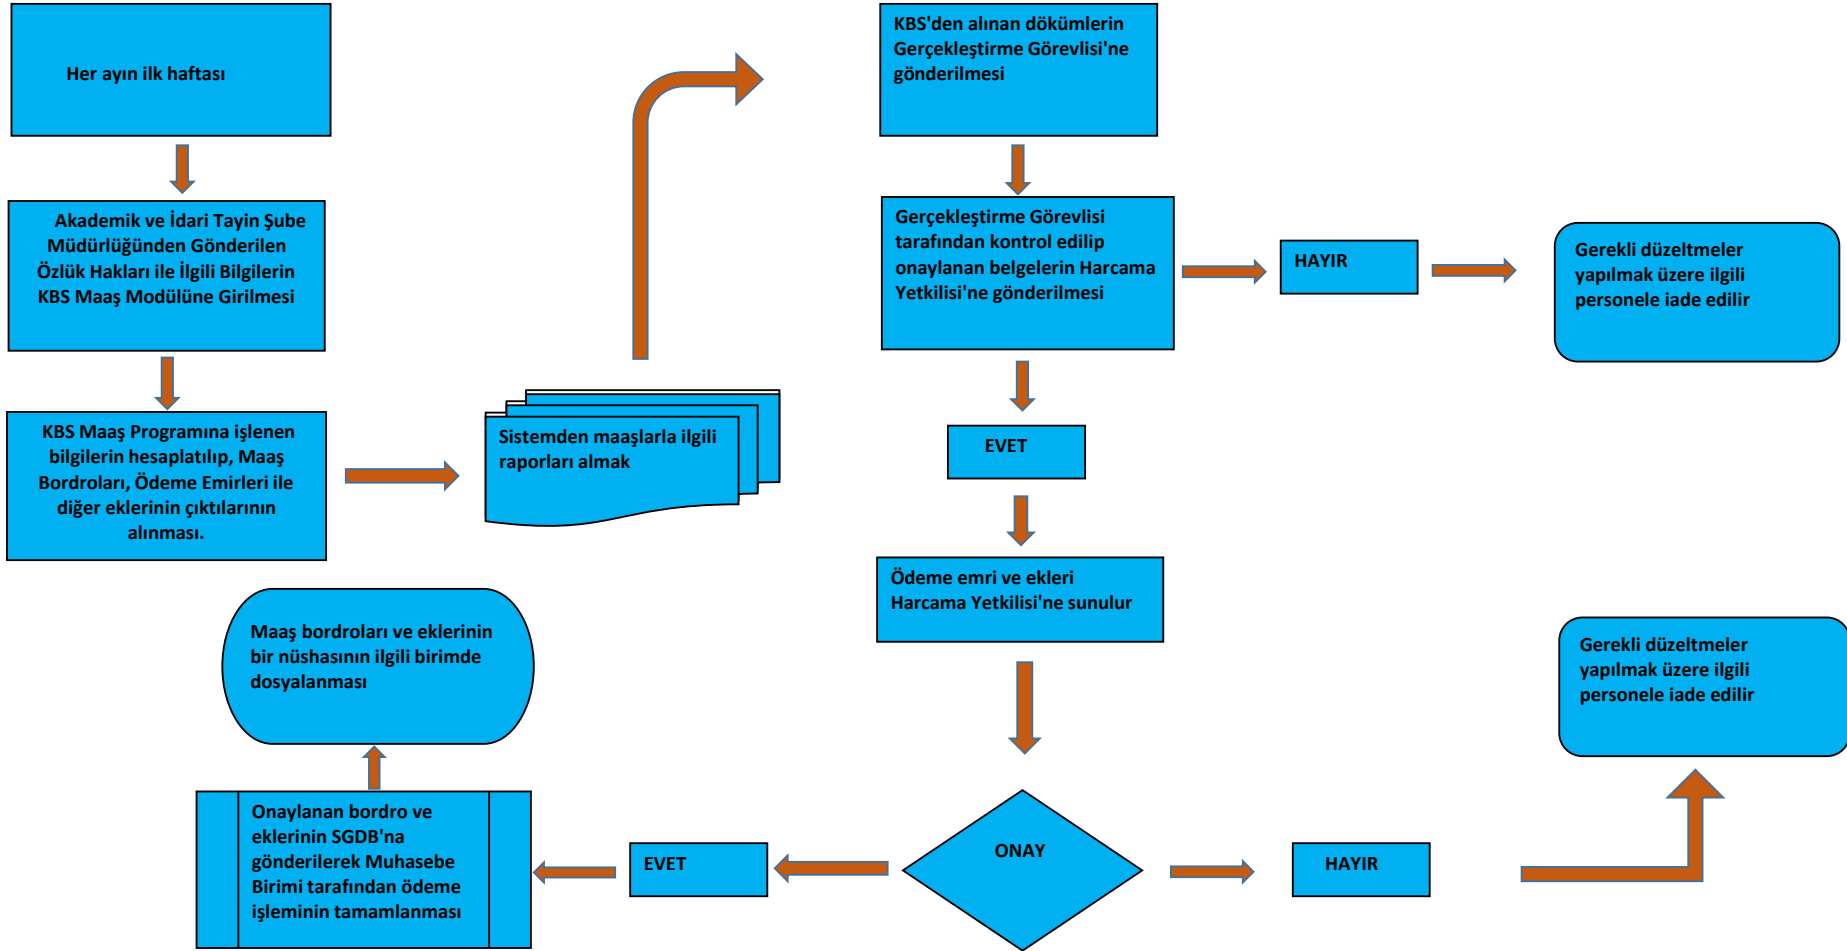 Her ayın ilk haftası
Akademik ve İdari Tayin Şube
Müdürlüğünden Gönderilen
Özlük Hakları ile İlgili Bilgilerin
KBS Maaş Modülüne Girilmesi
KBS Maaş Programına işlenen
bilgilerin hesaplatılıp, Maaş
Bordroları, Ödeme Emirleri ile
diğer eklerinin çıktılarının
alınması.
Sistemden maaşlarla ilgili
raporları almak
KBS'den alınan dökümlerin
Gerçekleştirme Görevlisi'ne
gönderilmesi
Gerçekleştirme Görevlisi
tarafından kontrol edilip
onaylanan belgelerin Harcama
Yetkilisi'ne gönderilmesi
HAYIR
Gerekli düzeltmeler
yapılmak üzere ilgili
personele iade edilir
EVET
Ödeme emri ve ekleri
Harcama Yetkilisi'ne sunulur
ONAY
HAYIR
Gerekli düzeltmeler
yapılmak üzere ilgili
personele iade edilir
EVET
Onaylanan bordro ve
eklerinin SGDB'na
gönderilerek Muhasebe
Birimi tarafından ödeme
işleminin tamamlanması
Maaş bordroları ve eklerinin
bir nüshasının ilgili birimde
dosyalanması